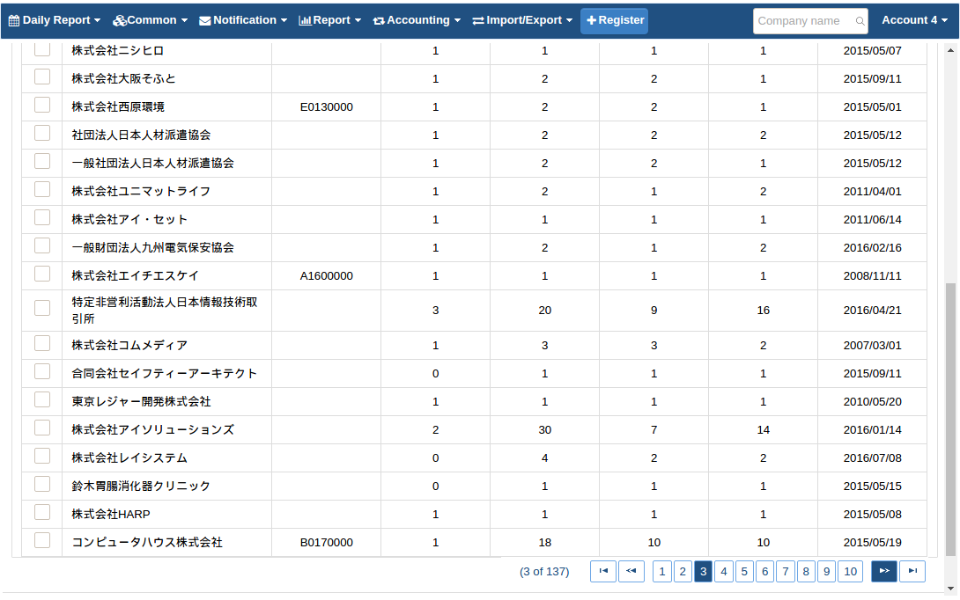 Daily Report Common Notification Report Accounting Import/Export Register Company name Account 4
株式会社ニシヒロ 1 1 1 1 2015/05/07
株式会社大阪そふと 1 2 2 1 2015/09/11
株式会社西原環境 E0130000 1 2 2 1 2015/05/01
社団法人日本人材派遣協会 1 2 2 2 2015/05/12
一般社団法人日本人材派遣協会 1 2 2 1 2015/05/12
株式会社ユニマットライフ 1 2 1 2 2011/04/01
株式会社アイ・セット 1 1 1 1 2011/06/14
一般財団法人九州電気保安協会 1 2 1 2 2016/02/16
株式会社エイチエスケイ A1600000 1 1 1 1 2008/11/11
特定非営利活動法人日本情報技術取
引所 3 20 9 16 2016/04/21
株式会社コムメディア 1 3 3 2 2007/03/01
合同会社セイフティーアーキテクト 0 1 1 1 2015/09/11
東京レジャー開発株式会社 1 1 1 1 2010/05/20
株式会社アイソリューションズ 2 30 7 14 2016/01/14
株式会社レイシステム 0 4 2 2 2016/07/08
鈴木胃腸消化器クリニック 0 1 1 1 2015/05/15
株式会社HARP 1 1 1 1 2015/05/08
コンピュータハウス株式会社 B0170000 1 18 10 10 2015/05/19
(3 of 137) 1 2 3 4 5 6 7 8 9 10